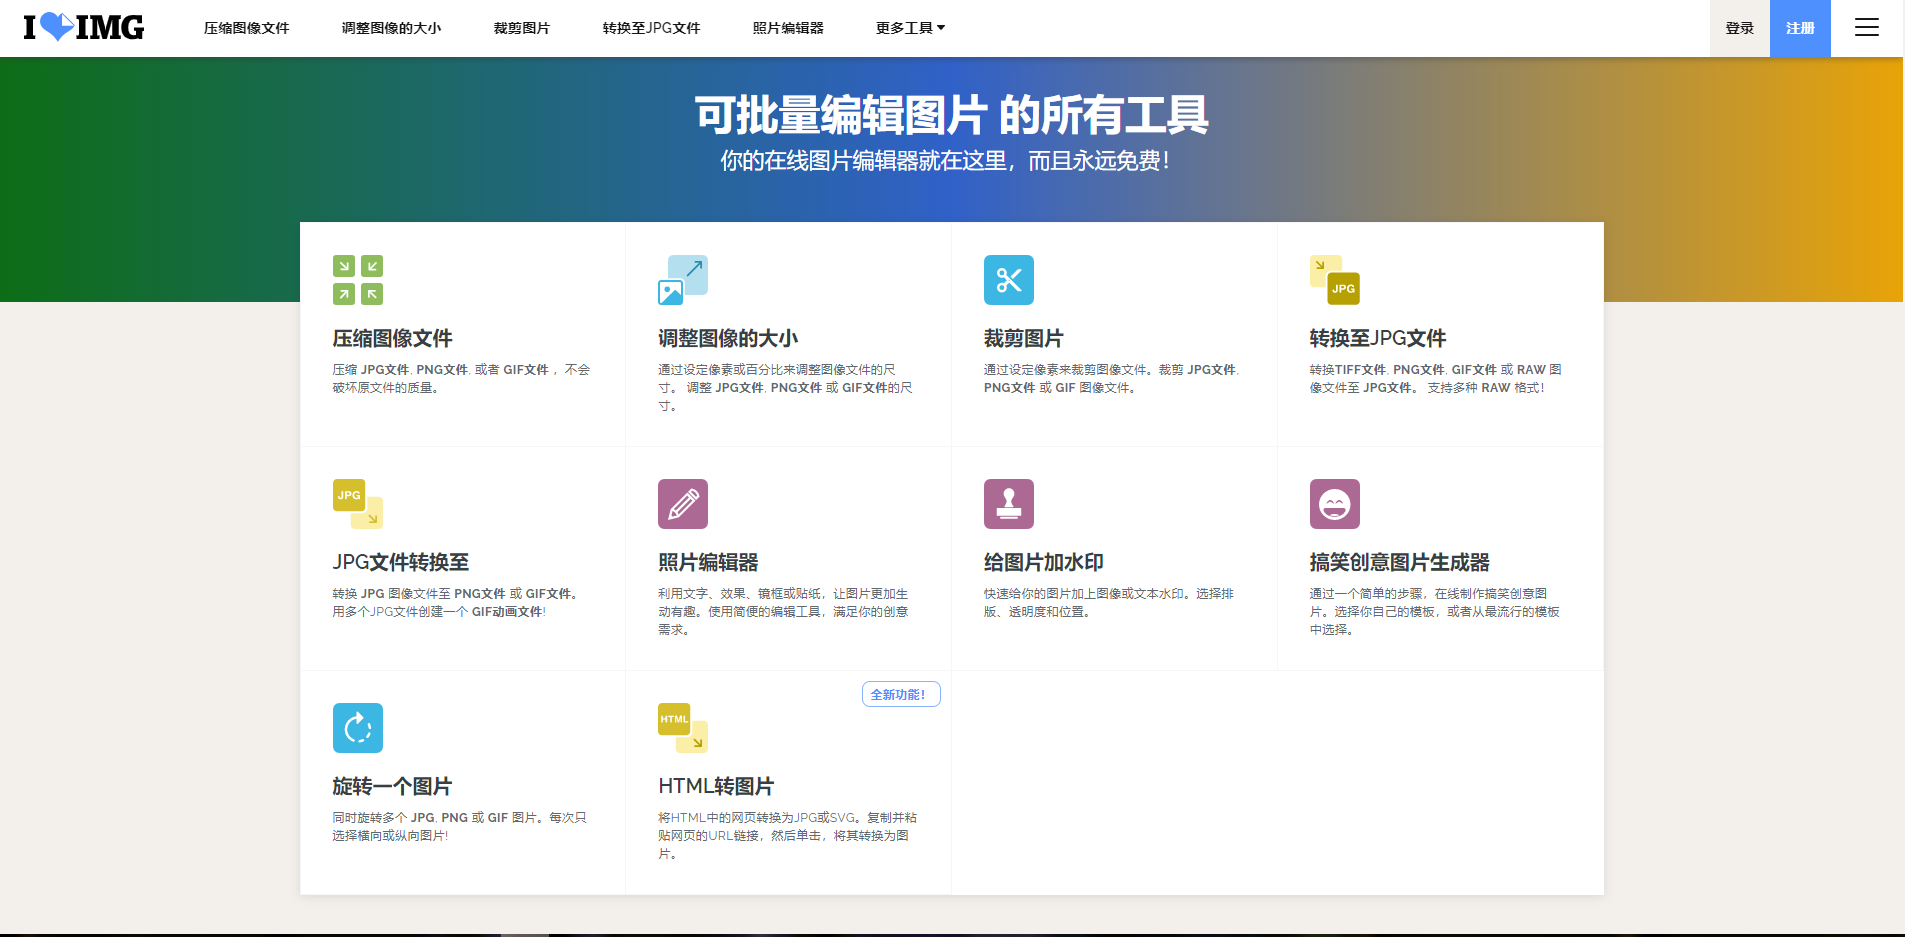 I IMG
压缩图像文件
调整图像的大小
裁剪图片
转换至JPG文件
照片编辑器
更多工具
登录
注册
可批量编辑图片 的所有工具
你的在线图片编辑器就在这里，而且永远免费！
压缩图像文件
压缩 JPG文件, PNG文件, 或者 GIF文件 ，不会
破坏原文件的质量。
调整图像的大小
通过设定像素或百分比来调整图像文件的尺
寸。 调整 JPG文件, PNG文件 或 GIF文件的尺
寸。
裁剪图片
通过设定像素来裁剪图像文件。裁剪 JPG文件,
PNG文件 或 GIF 图像文件。
JPG
转换至JPG文件
转换TIFF文件, PNG文件, GIF文件 或 RAW 图
像文件至 JPG文件。 支持多种 RAW 格式！
JPG
JPG文件转换至
转换 JPG 图像文件至 PNG文件 或 GIF文件。
用多个JPG文件创建一个 GIF动画文件!
照片编辑器
利用文字、效果、镜框或贴纸，让图片更加生
动有趣。使用简便的编辑工具，满足你的创意
需求。
给图片加水印
快速给你的图片加上图像或文本水印。选择排
版、透明度和位置。
搞笑创意图片生成器
通过一个简单的步骤，在线制作搞笑创意图
片。选择你自己的模板，或者从最流行的模板
中选择。
旋转一个图片
同时旋转多个 JPG, PNG 或 GIF 图片。每次只
选择横向或纵向图片!
全新功能！
HTML
HTML转图片
将HTML中的网页转换为JPG或SVG。复制并粘
贴网页的URL链接，然后单击，将其转换为图
片。